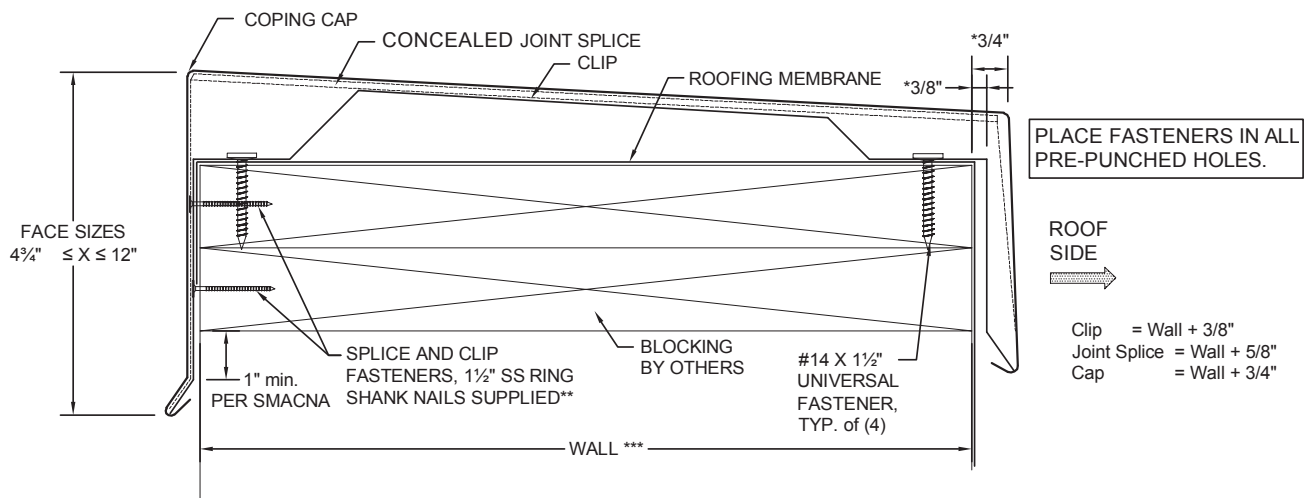 COPING CAP
CONCEALED JOINT SPLICE
CLIP
ROOFING MEMBRANE
*3/4"
*3/8"
PLACE FASTENERS IN ALL
PRE-PUNCHED HOLES.
FACE SIZES
4¾" ≤ X ≤ 12"
ROOF
SIDE
Clip = Wall + 3/8"
Joint Splice = Wall + 5/8"
Cap = Wall + 3/4"
1" min.
PER SMACNA
SPLICE AND CLIP
FASTENERS, 1½" SS RING
SHANK NAILS SUPPLIED**
BLOCKING
BY OTHERS
#14 X 1½"
UNIVERSAL
FASTENER,
TYP. of (4)
WALL ***